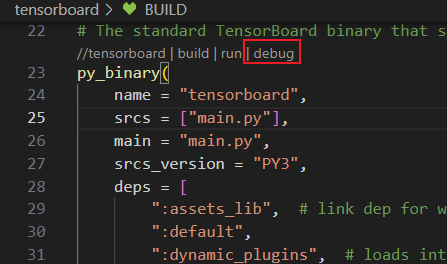 tensorboard > BUILD
22 # The standard TensorBoard binary that s
//tensorboard | build | run | debug
23 py_binary(
24 name = "tensorboard",
25 srcs = ["main.py"],
26 main = "main.py",
27 srcs_version = "PY3",
28 deps = [
29 ":assets_lib", # link dep for w
30 ":default",
31 ":dynamic_plugins", # loads int